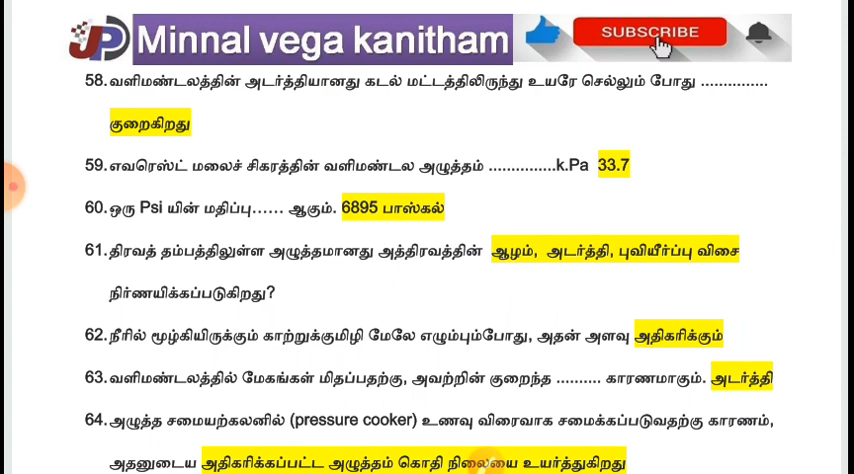 JP Minnal vega kanitham SUBSCRIBE
58.வளிமண்டலத்தின் அடர்த்தியானது கடல் மட்டத்திலிருந்து உயரே செல்லும் போது ...............
குறைகிறது
59.எவரெஸ்ட் மலைச் சிகரத்தின் வளிமண்டல அழுத்தம் ...............k.Pa 33.7
60.ஒரு Psi யின் மதிப்பு...... ஆகும். 6895 பாஸ்கல்
61.திரவத் தம்பத்திலுள்ள அழுத்தமானது அத்திரவத்தின் ஆழம், அடர்த்தி, புவியீர்ப்பு விசை
நிர்ணயிக்கப்படுகிறது?
62.நீரில் மூழ்கியிருக்கும் காற்றுக்குமிழி மேலே எழும்பும்போது, அதன் அளவு அதிகரிக்கும்
63.வளிமண்டலத்தில் மேகங்கள் மிதப்பதற்கு, அவற்றின் குறைந்த .......... காரணமாகும். அடர்த்தி
64.அழுத்த சமையற்கலனில் (pressure cooker) உணவு விரைவாக சமைக்கப்படுவதற்கு காரணம்,
அதனுடைய அதிகரிக்கப்பட்ட அழுத்தம் கொதி நிலையை உயர்த்துகிறது